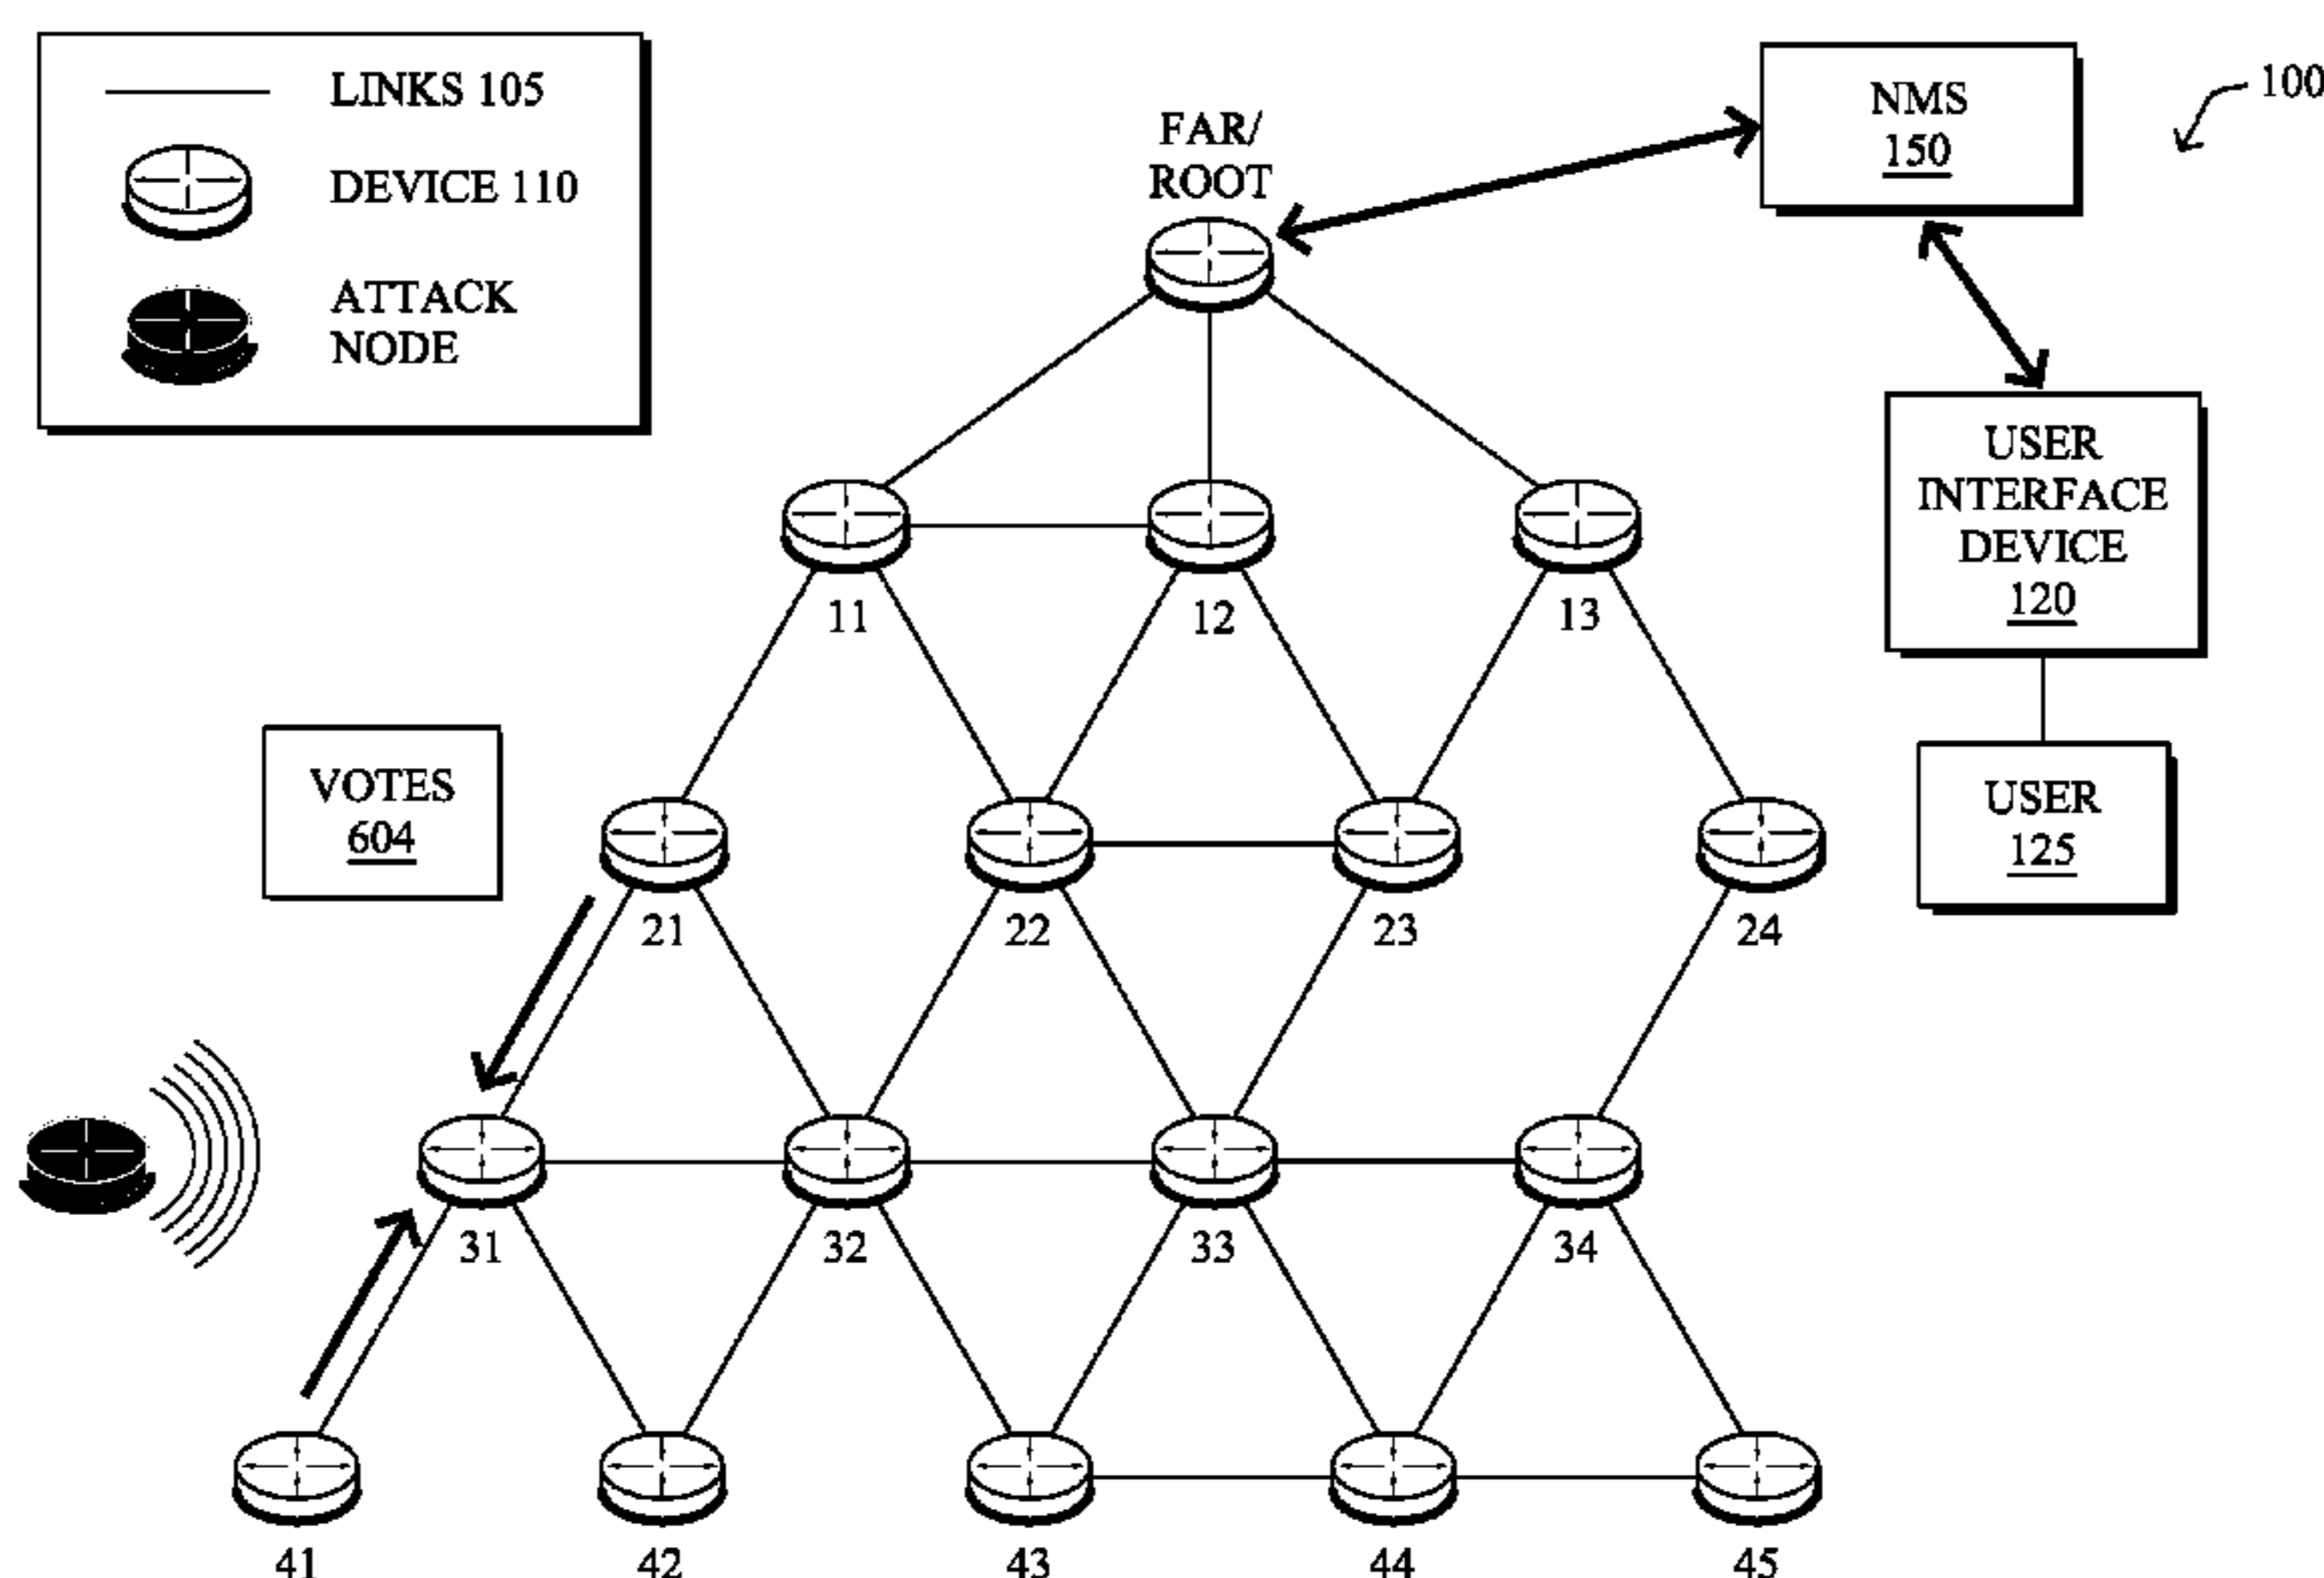 LINKS 105
DEVICE 110
ATTACK
NODE
FAR/
ROOT
NMS
150
100
USER
INTERFACE
DEVICE
120
USER
125
11
12
13
VOTES
604
21
22
23
24
31
32
33
34
41
42
43
44
45